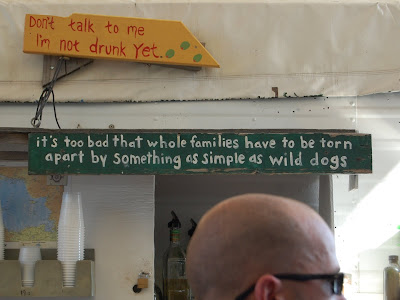 Don't talk to me
I'm not drunk yet.
it's too bad that whole families have to be torn
apart by something as simple as wild dogs